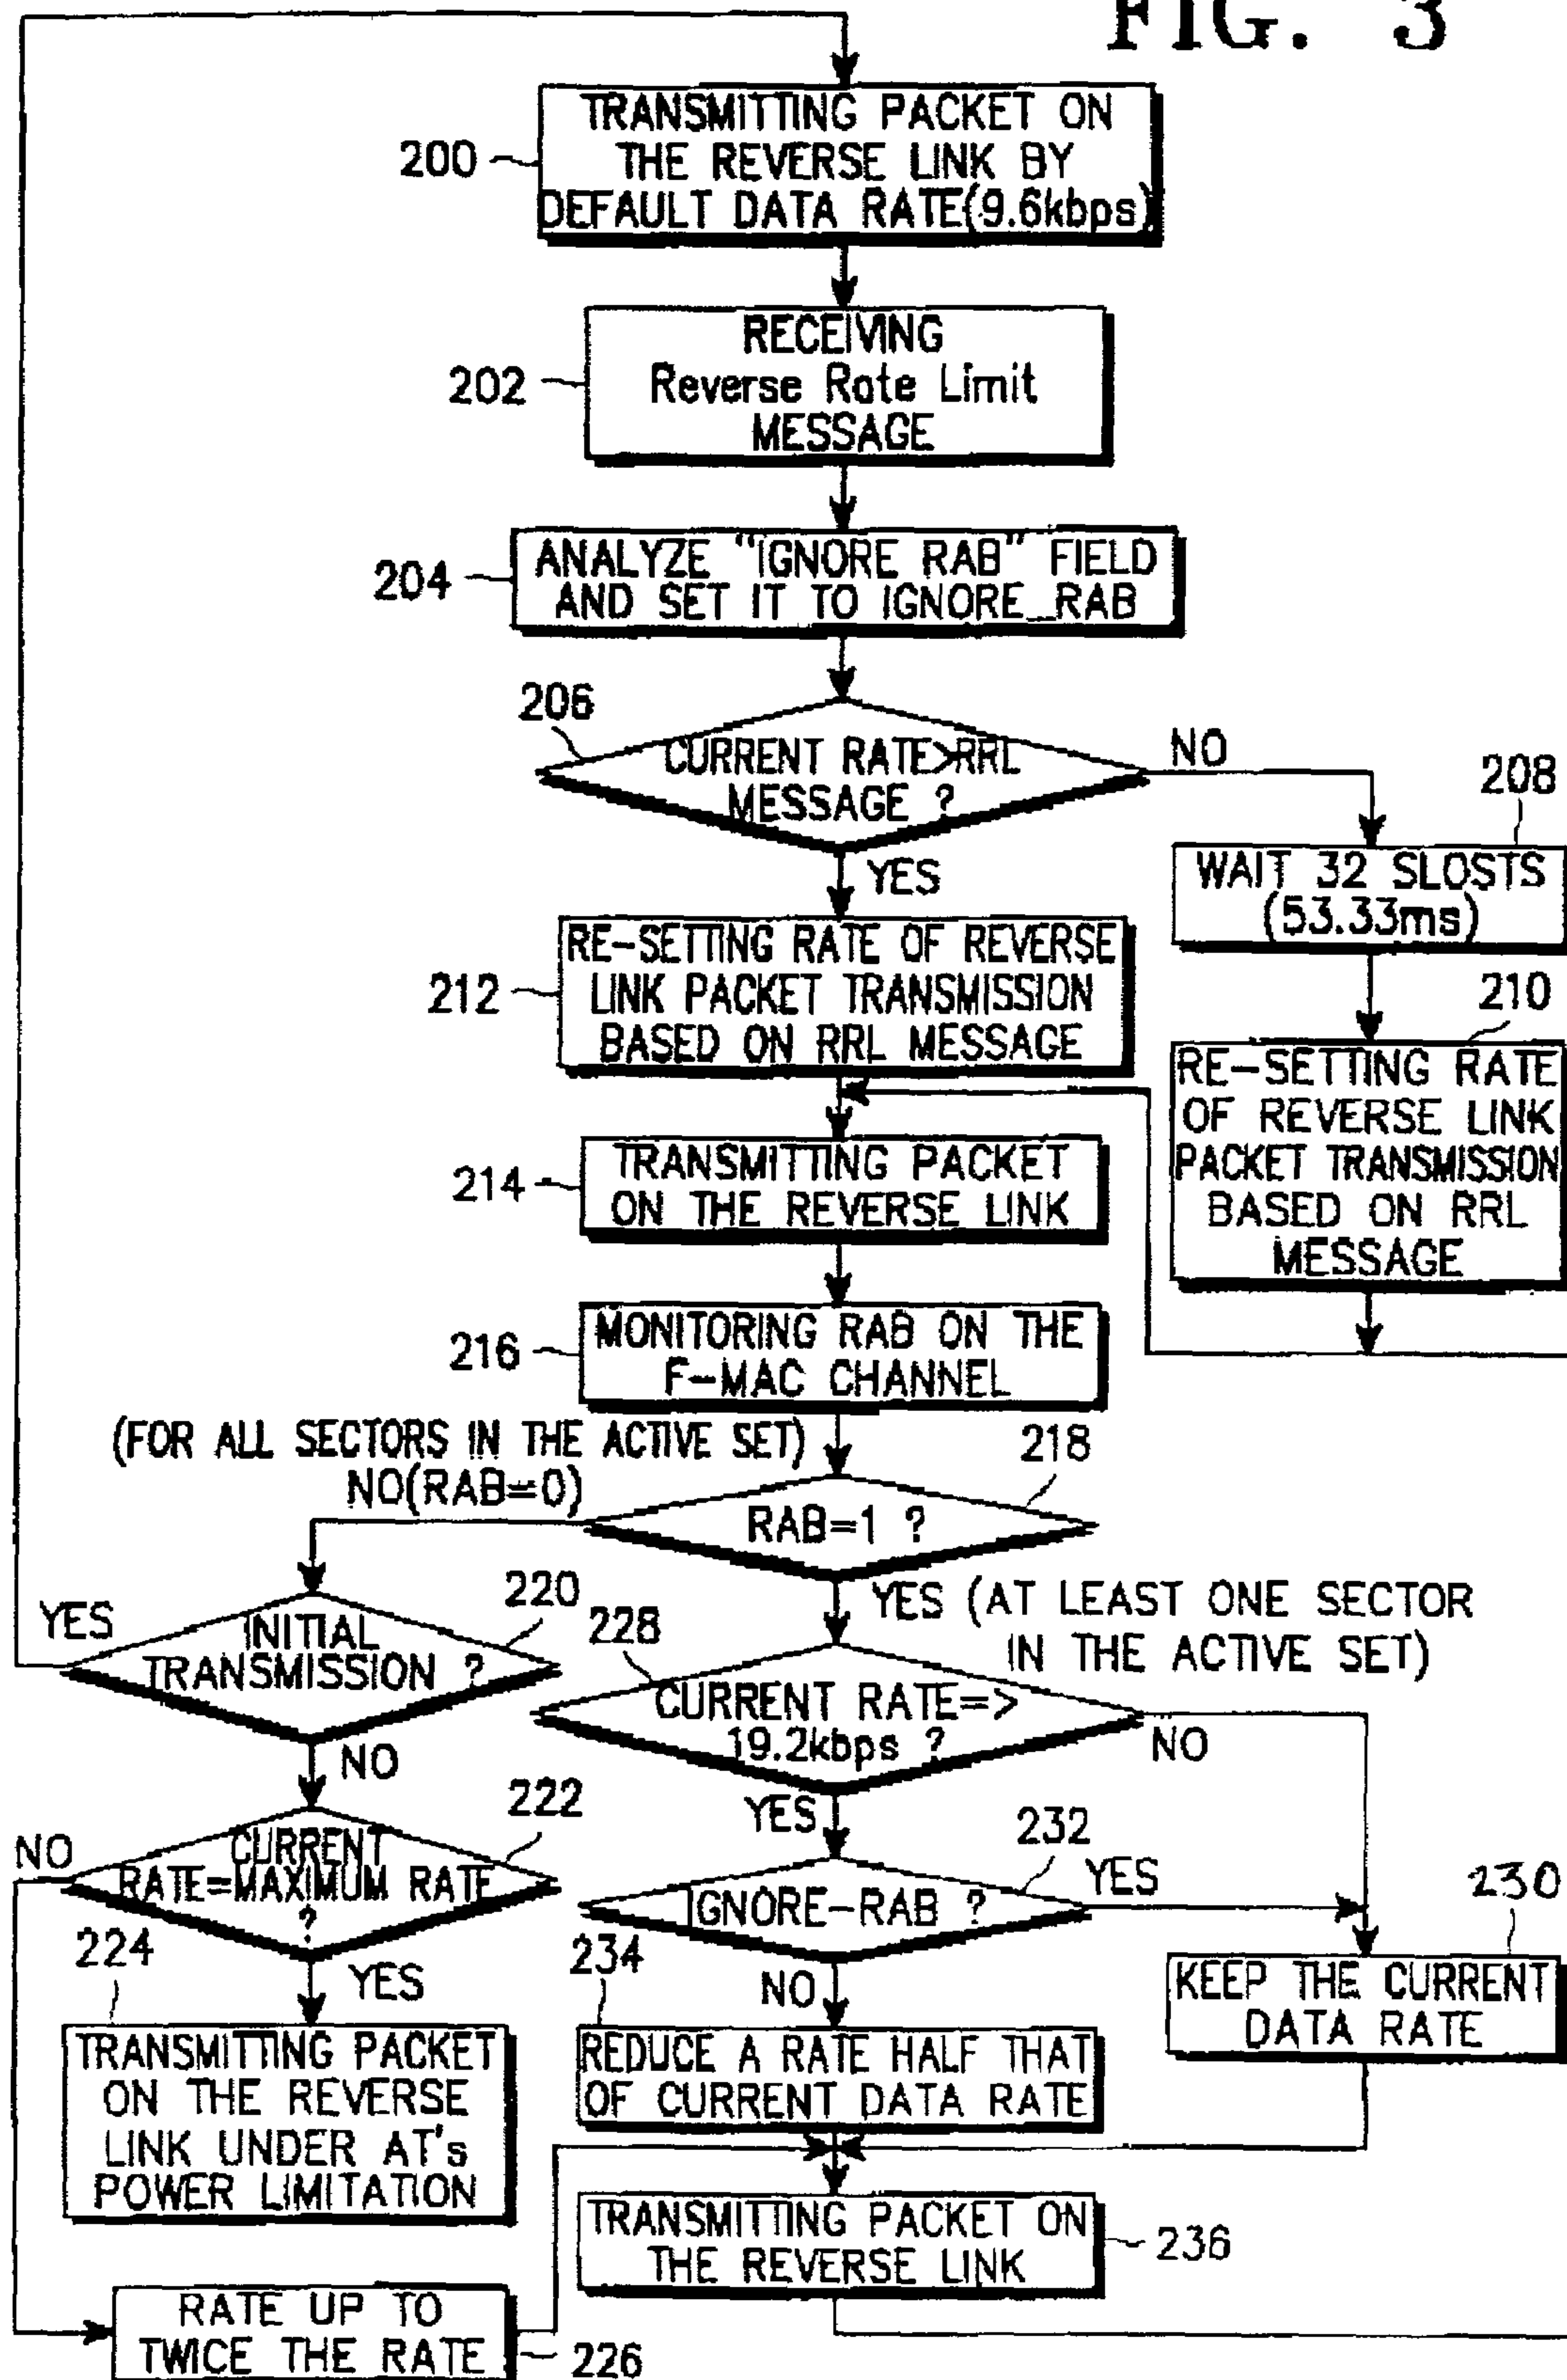 FIG. 3
TRANSMITTING PACKET ON
THE REVERSE LINK BY
DEFAULT DATA RATE(9.6kbps)
200
RECEIVING
Reverse Rate Limit
MESSAGE
202
ANALYZE "IGNORE RAB" FIELD
AND SET IT TO IGNORE_RAB
204
206
CURRENT RATE>RRL
MESSAGE ?
NO
YES
208
WAIT 32 SLOSTS
(53.33ms)
210
RE-SETTING RATE
OF REVERSE LINK
PACKET TRANSMISSION
BASED ON RRL
MESSAGE
212
RE-SETTING RATE OF REVERSE
LINK PACKET TRANSMISSION
BASED ON RRL MESSAGE
214
TRANSMITTING PACKET
ON THE REVERSE LINK
216
MONITORING RAB ON THE
F-MAC CHANNEL
(FOR ALL SECTORS IN THE ACTIVE SET)
NO(RAB=0)
218
RAB=1 ?
YES (AT LEAST ONE SECTOR
IN THE ACTIVE SET)
YES
220
INITIAL
TRANSMISSION ?
NO
228
CURRENT RATE=>
19.2kbps ?
NO
YES
222
NO
CURRENT
RATE=MAXIMUM RATE
?
YES
232
IGNORE-RAB ?
YES
NO
230
KEEP THE CURRENT
DATA RATE
224
TRANSMITTING PACKET
ON THE REVERSE
LINK UNDER AT's
POWER LIMITATION
234
REDUCE A RATE HALF THAT
OF CURRENT DATA RATE
TRANSMITTING PACKET ON
THE REVERSE LINK
236
RATE UP TO
TWICE THE RATE
226